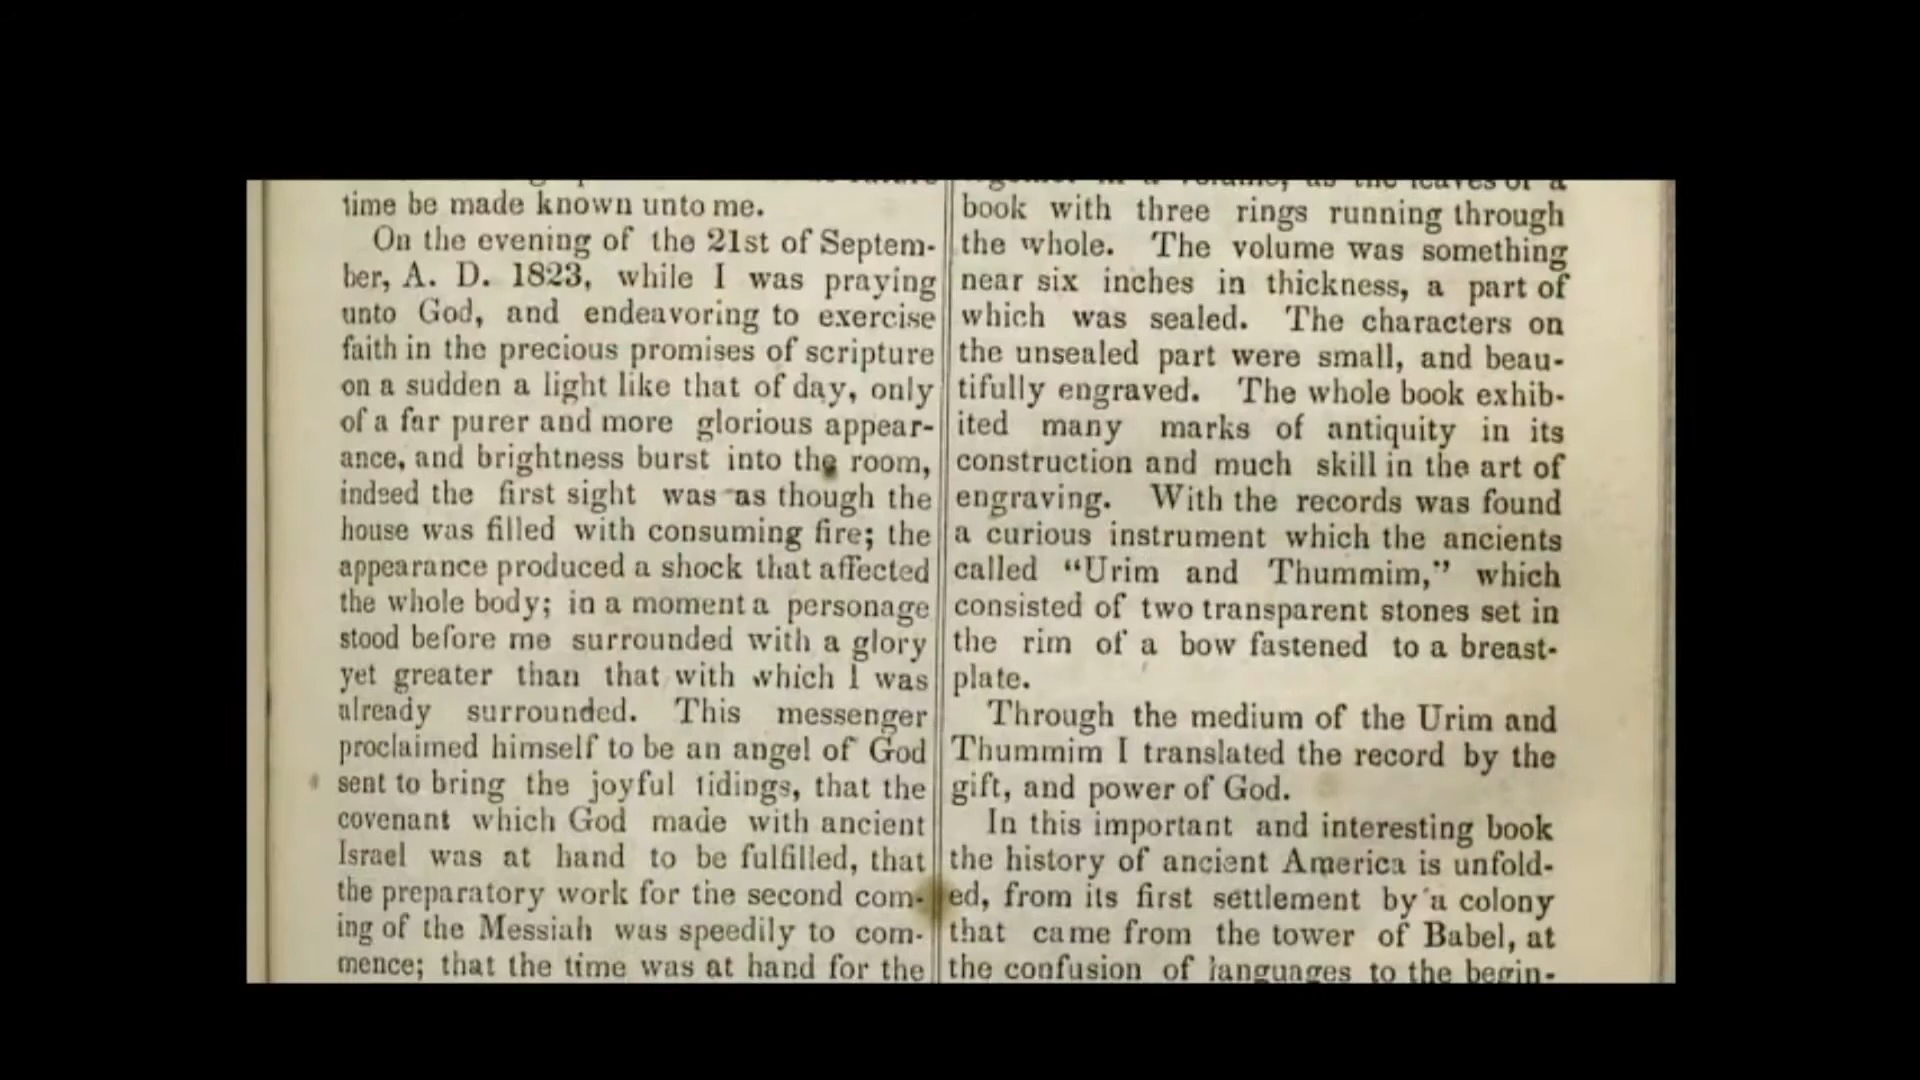 time be made known unto me.
On the evening of the 21st of Septem-
ber, A. D. 1823, while I was praying
unto God, and endeavoring to exercise
faith in the precious promises of scripture
on a sudden a light like that of day, only
of a far purer and more glorious appear-
ance, and brightness burst into the room,
indeed the first sight was as though the
house was filled with consuming fire; the
appearance produced a shock that affected
the whole body; in a moment a personage
stood before me surrounded with a glory
yet greater than that with which I was
already surrounded. This messenger
proclaimed himself to be an angel of God
sent to bring the joyful tidings, that the
covenant which God made with ancient
Israel was at hand to be fulfilled, that
the preparatory work for the second com-
ing of the Messiah was speedily to com-
mence; that the time was at hand for the
book with three rings running through
the whole. The volume was something
near six inches in thickness, a part of
which was sealed. The characters on
the unsealed part were small, and beau-
tifully engraved. The whole book exhib-
ited many marks of antiquity in its
construction and much skill in the art of
engraving. With the records was found
a curious instrument which the ancients
called “Urim and Thummim,” which
consisted of two transparent stones set in
the rim of a bow fastened to a breast-
plate.
Through the medium of the Urim and
Thummim I translated the record by the
gift, and power of God.
In this important and interesting book
the history of ancient America is unfold-
ed, from its first settlement by a colony
that came from the tower of Babel, at
the confusion of languages to the begin-